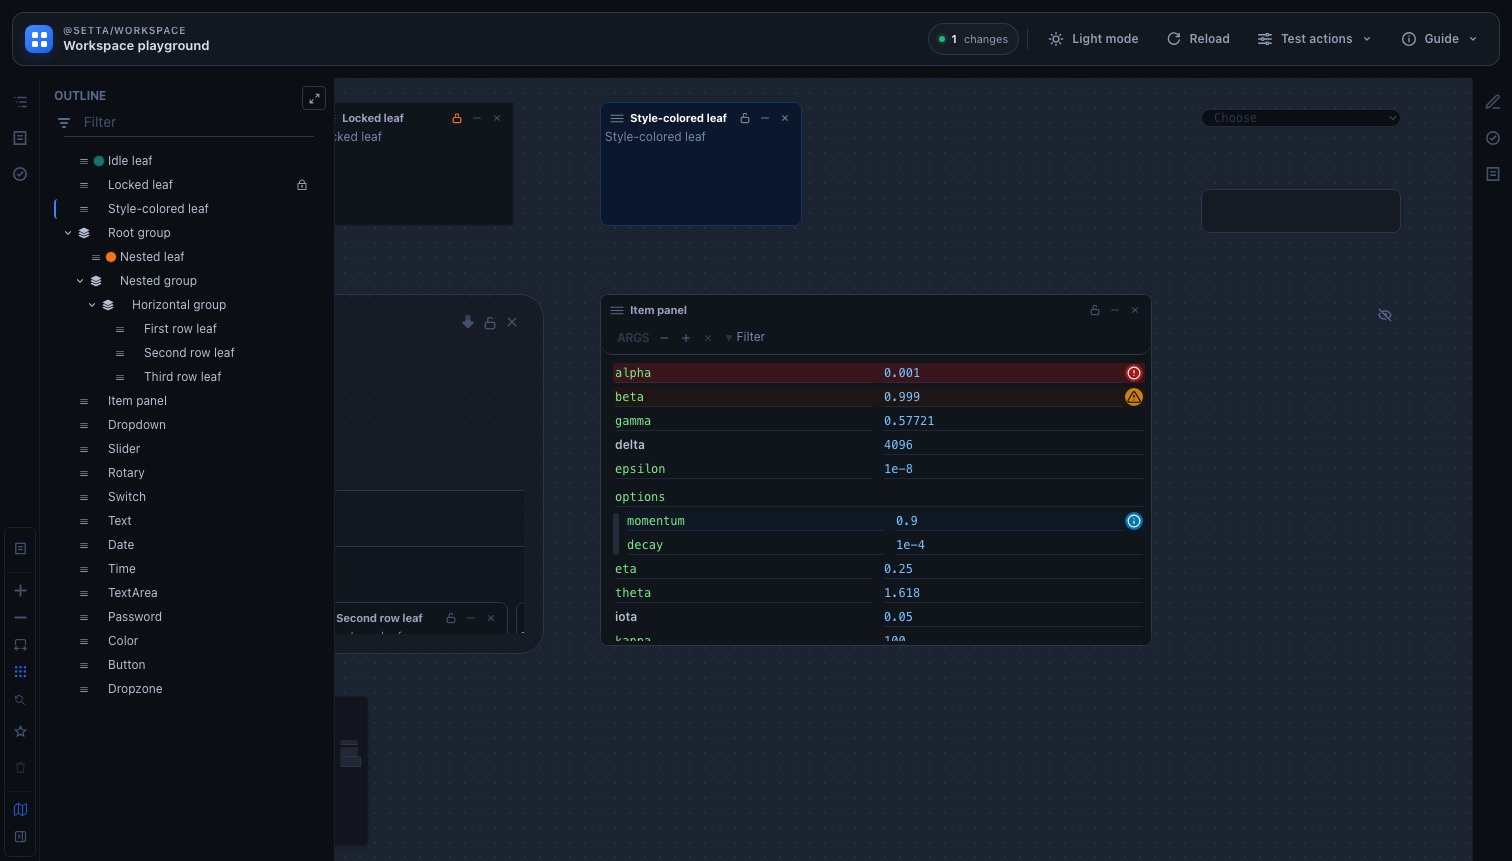 @SETTA/WORKSPACE
Workspace playground
1 changes
Light mode
Reload
Test actions
Guide
OUTLINE
Filter
Idle leaf
Locked leaf
Style-colored leaf
Root group
Nested leaf
Nested group
Horizontal group
First row leaf
Second row leaf
Third row leaf
Item panel
Dropdown
Slider
Rotary
Switch
Text
Date
Time
TextArea
Password
Color
Button
Dropzone
Locked leaf
cked leaf
Style-colored leaf
Style-colored leaf
Choose
Second row leaf
Item panel
ARGS
Filter
alpha 0.001
beta 0.999
gamma 0.57721
delta 4096
epsilon 1e-8
options
momentum 0.9
decay 1e-4
eta 0.25
theta 1.618
iota 0.05
kappa 100